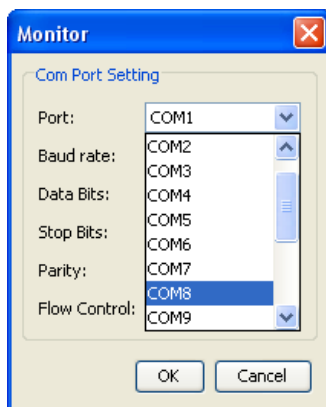 Monitor
Com Port Setting
Port: COM1
Baud rate: COM2
COM3
Data Bits: COM4
COM5
Stop Bits: COM6
Parity: COM7
COM8
Flow Control: COM9
OK Cancel